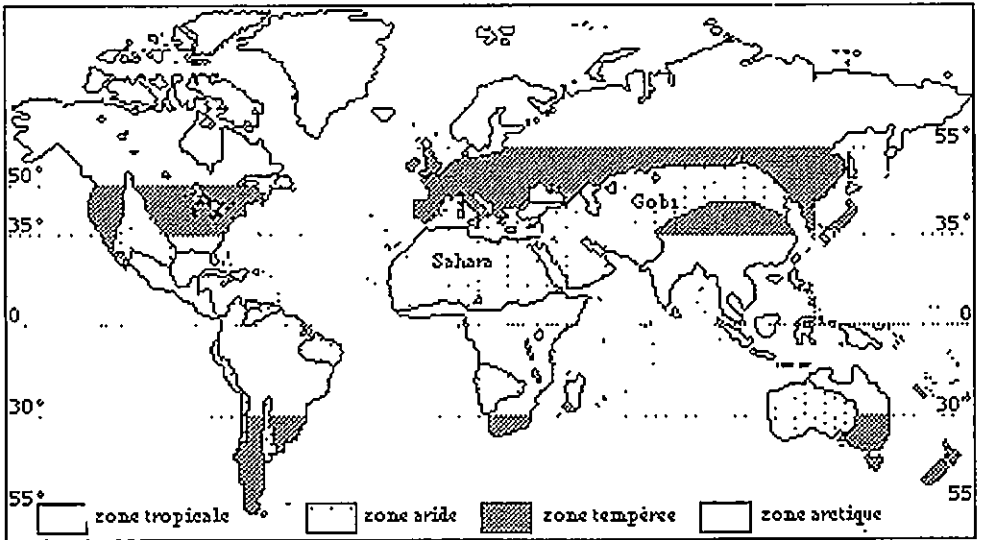 55°
50°
Gobi
35°
35°
Sahara
0
0
30°
30°
55°
55
zone tropicale
zone aride
zone tempérée
zone arctique